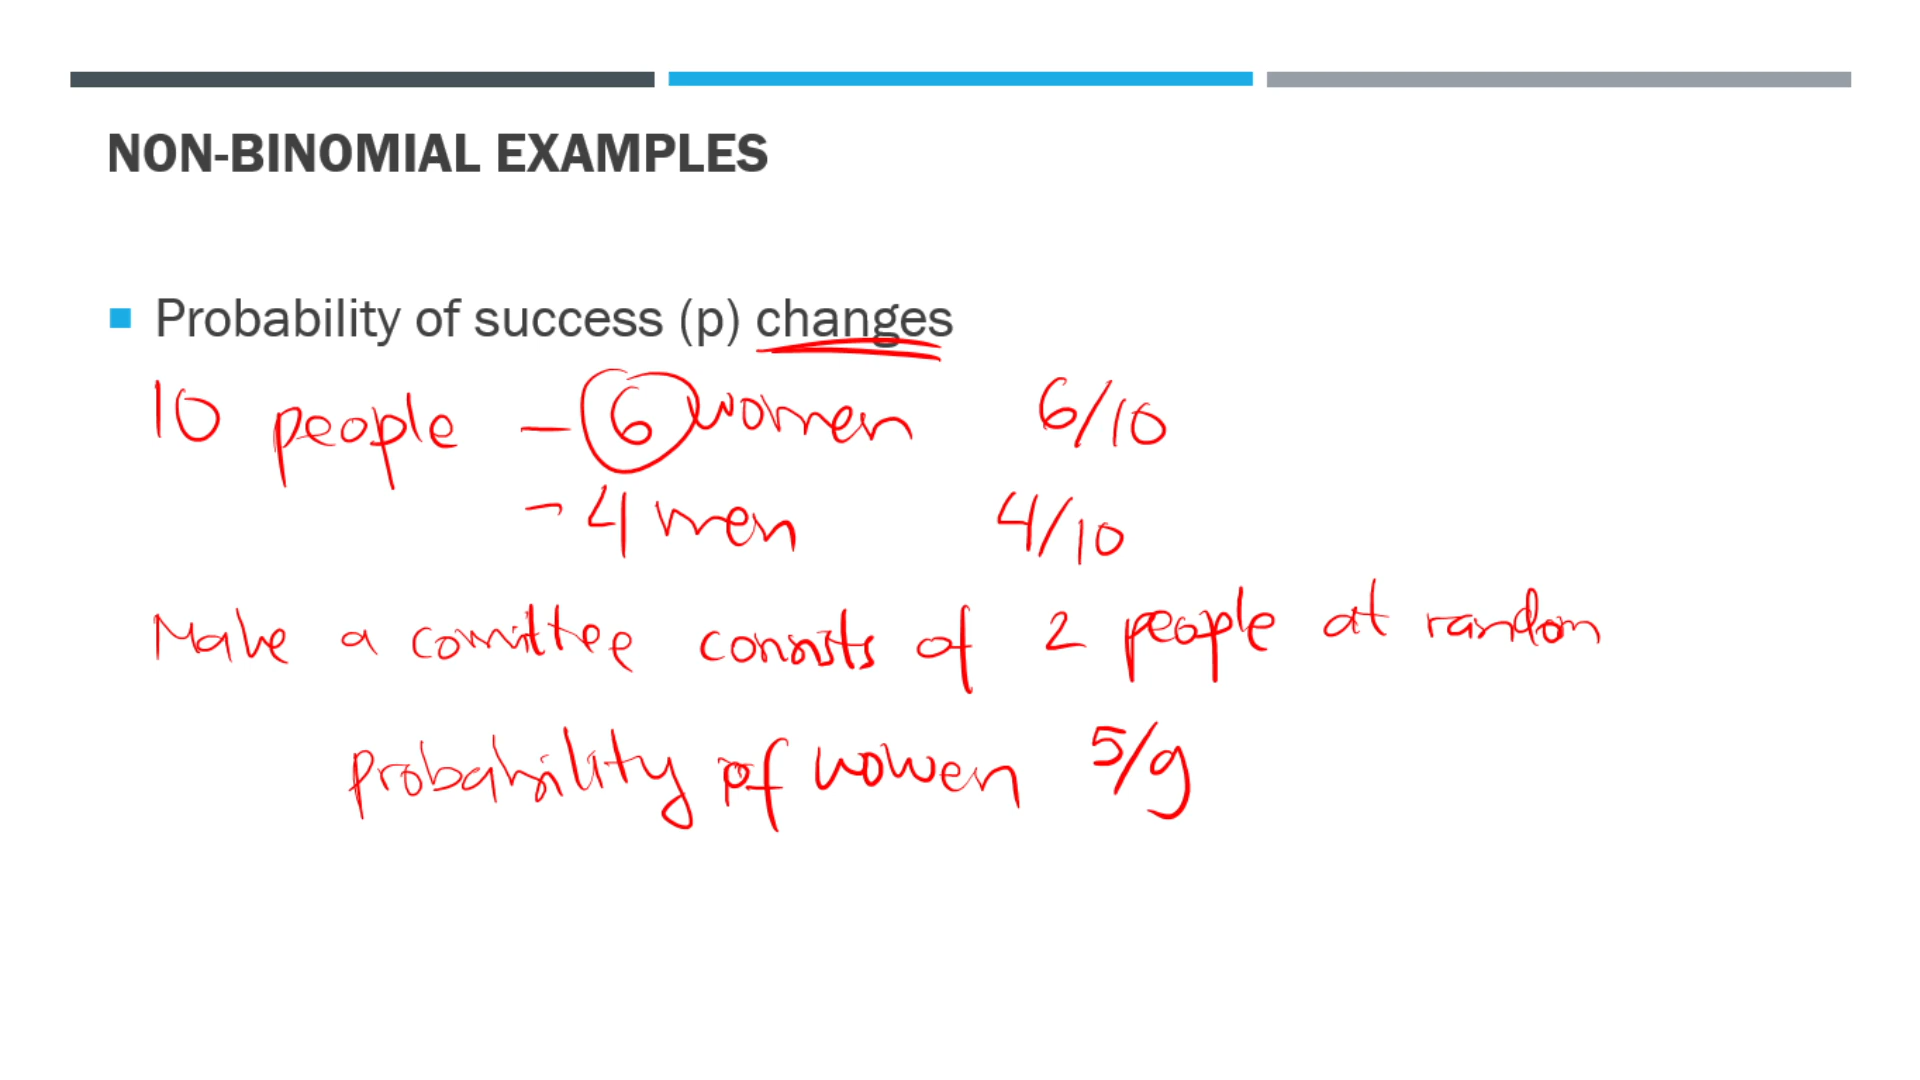 NON-BINOMIAL EXAMPLES
Probability of success (p) changes
10 people - 6 women 6/10
- 4 men 4/10
Make a comittee consists of 2 people at random
probability of women 5/9